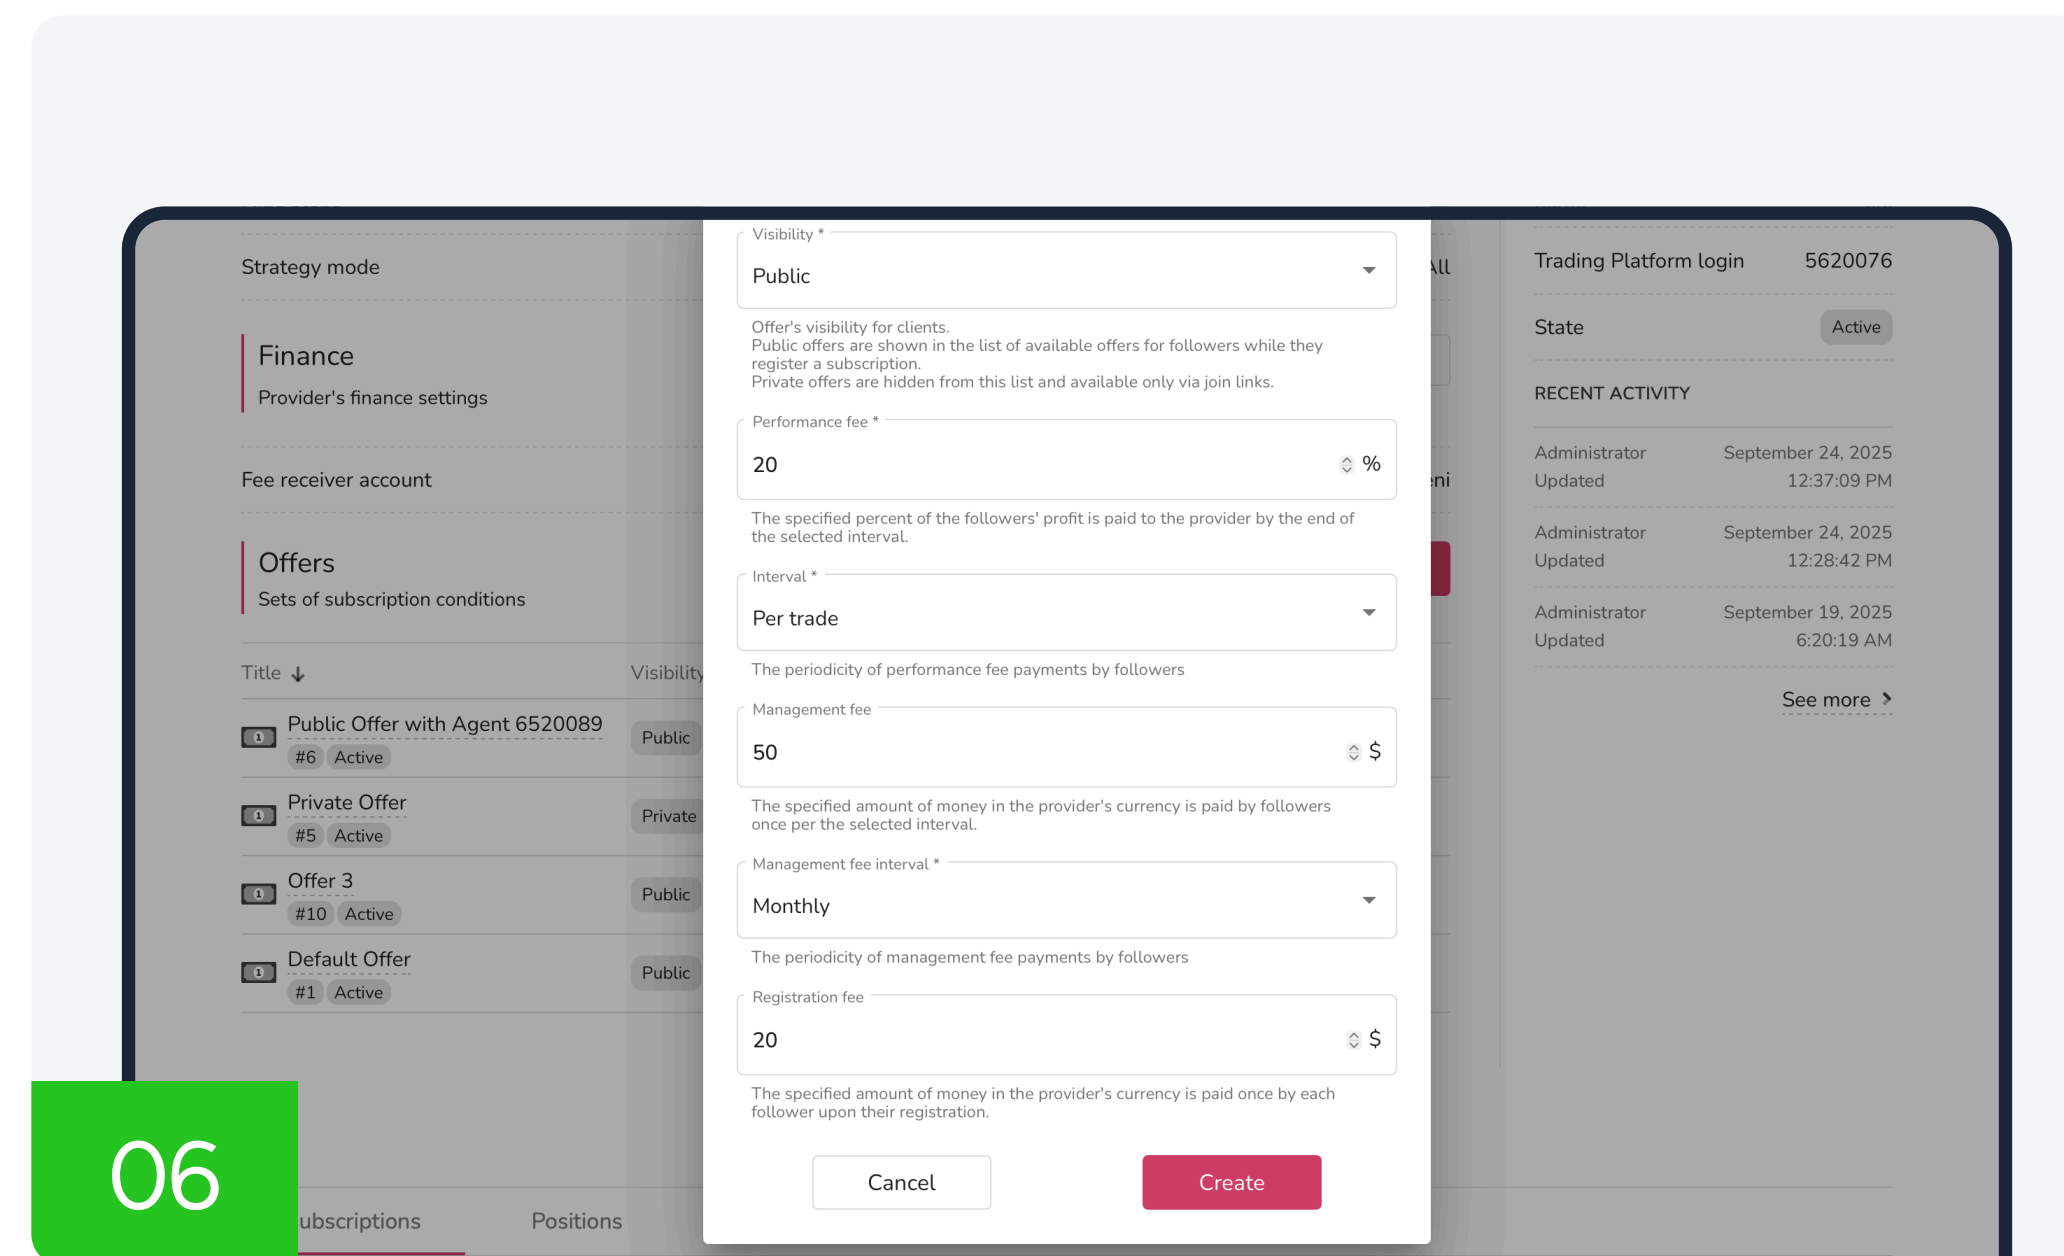 Strategy mode
All
Finance
Provider's finance settings
Fee receiver account
Offers
Sets of subscription conditions
Title
Visibility
Public Offer with Agent 6520089
#6 Active
Public
Private Offer
#5 Active
Private
Offer 3
#10 Active
Public
Default Offer
#1 Active
Public
Positions
Visibility *
Public
Offer's visibility for clients.
Public offers are shown in the list of available offers for followers while they
register a subscription.
Private offers are hidden from this list and available only via join links.
Performance fee *
20 %
The specified percent of the followers' profit is paid to the provider by the end of
the selected interval.
Interval *
Per trade
The periodicity of performance fee payments by followers
Management fee
50 $
The specified amount of money in the provider's currency is paid by followers
once per the selected interval.
Management fee interval *
Monthly
The periodicity of management fee payments by followers
Registration fee
20 $
The specified amount of money in the provider's currency is paid once by each
follower upon their registration.
Cancel
Create
Trading Platform login 5620076
State Active
RECENT ACTIVITY
Administrator September 24, 2025
Updated 12:37:09 PM
Administrator September 24, 2025
Updated 12:28:42 PM
Administrator September 19, 2025
Updated 6:20:19 AM
See more
06